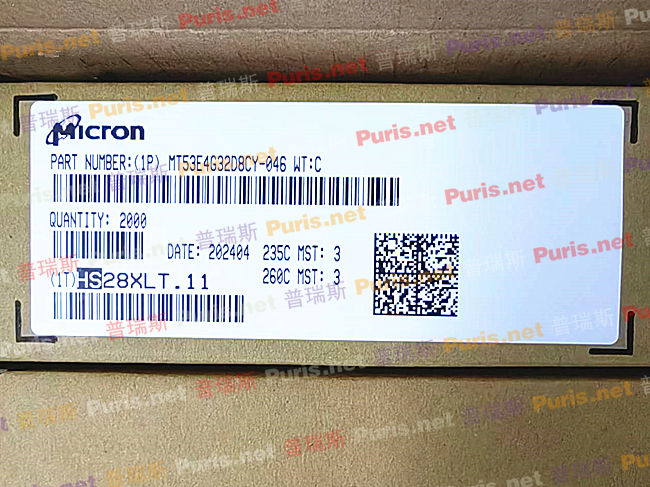 Micron
PART NUMBER:(1P) MT53E4G32D8CY-046 WT:C
QUANTITY: 2000
DATE: 202404 235C MST: 3
260C MST: 3
(1T)HS28XLT.11
普瑞斯 Puris.net